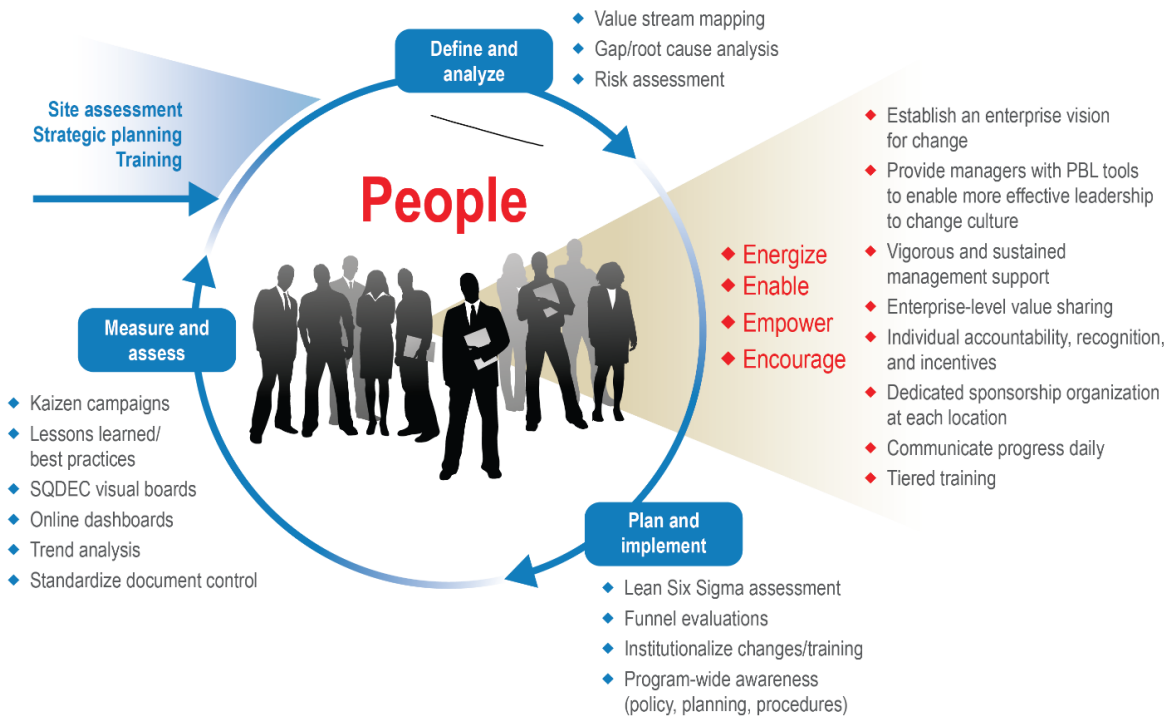 Define and
analyze
Value stream mapping
Gap/root cause analysis
Risk assessment
Site assessment
Strategic planning
Training
People
Energize
Enable
Empower
Encourage
Establish an enterprise vision
for change
Provide managers with PBL tools
to enable more effective leadership
to change culture
Vigorous and sustained
management support
Enterprise-level value sharing
Individual accountability, recognition,
and incentives
Dedicated sponsorship organization
at each location
Communicate progress daily
Tiered training
Measure and
assess
Kaizen campaigns
Lessons learned/
best practices
SQDEC visual boards
Online dashboards
Trend analysis
Standardize document control
Plan and
implement
Lean Six Sigma assessment
Funnel evaluations
Institutionalize changes/training
Program-wide awareness
(policy, planning, procedures)